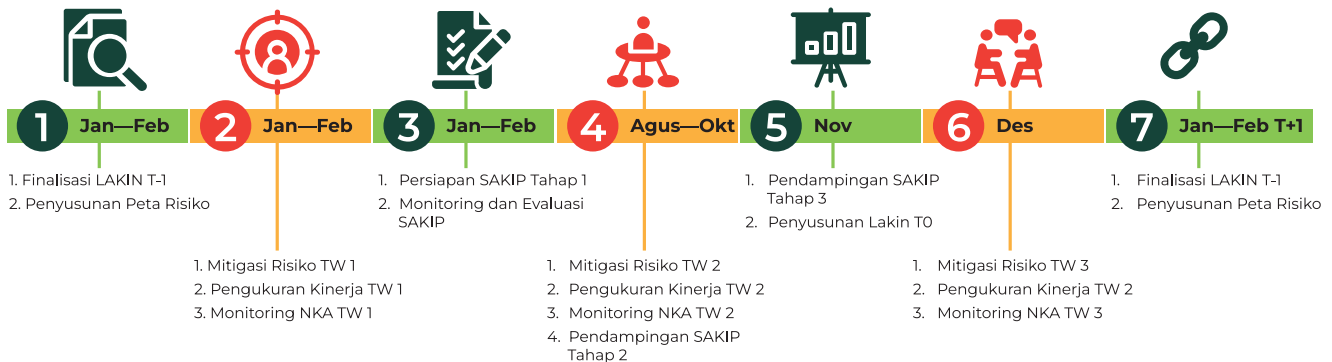 1 Jan—Feb
1. Finalisasi LAKIN T-1
2. Penyusunan Peta Risiko
2 Jan—Feb
1. Mitigasi Risiko TW 1
2. Pengukuran Kinerja TW 1
3. Monitoring NKA TW 1
3 Jan—Feb
1. Persiapan SAKIP Tahap 1
2. Monitoring dan Evaluasi
SAKIP
4 Agus—Okt
1. Mitigasi Risiko TW 2
2. Pengukuran Kinerja TW 2
3. Monitoring NKA TW 2
4. Pendampingan SAKIP
Tahap 2
5 Nov
1. Pendampingan SAKIP
Tahap 3
2. Penyusunan Lakin T0
6 Des
1. Mitigasi Risiko TW 3
2. Pengukuran Kinerja TW 2
3. Monitoring NKA TW 3
7 Jan—Feb T+1
1. Finalisasi LAKIN T-1
2. Penyusunan Peta Risiko